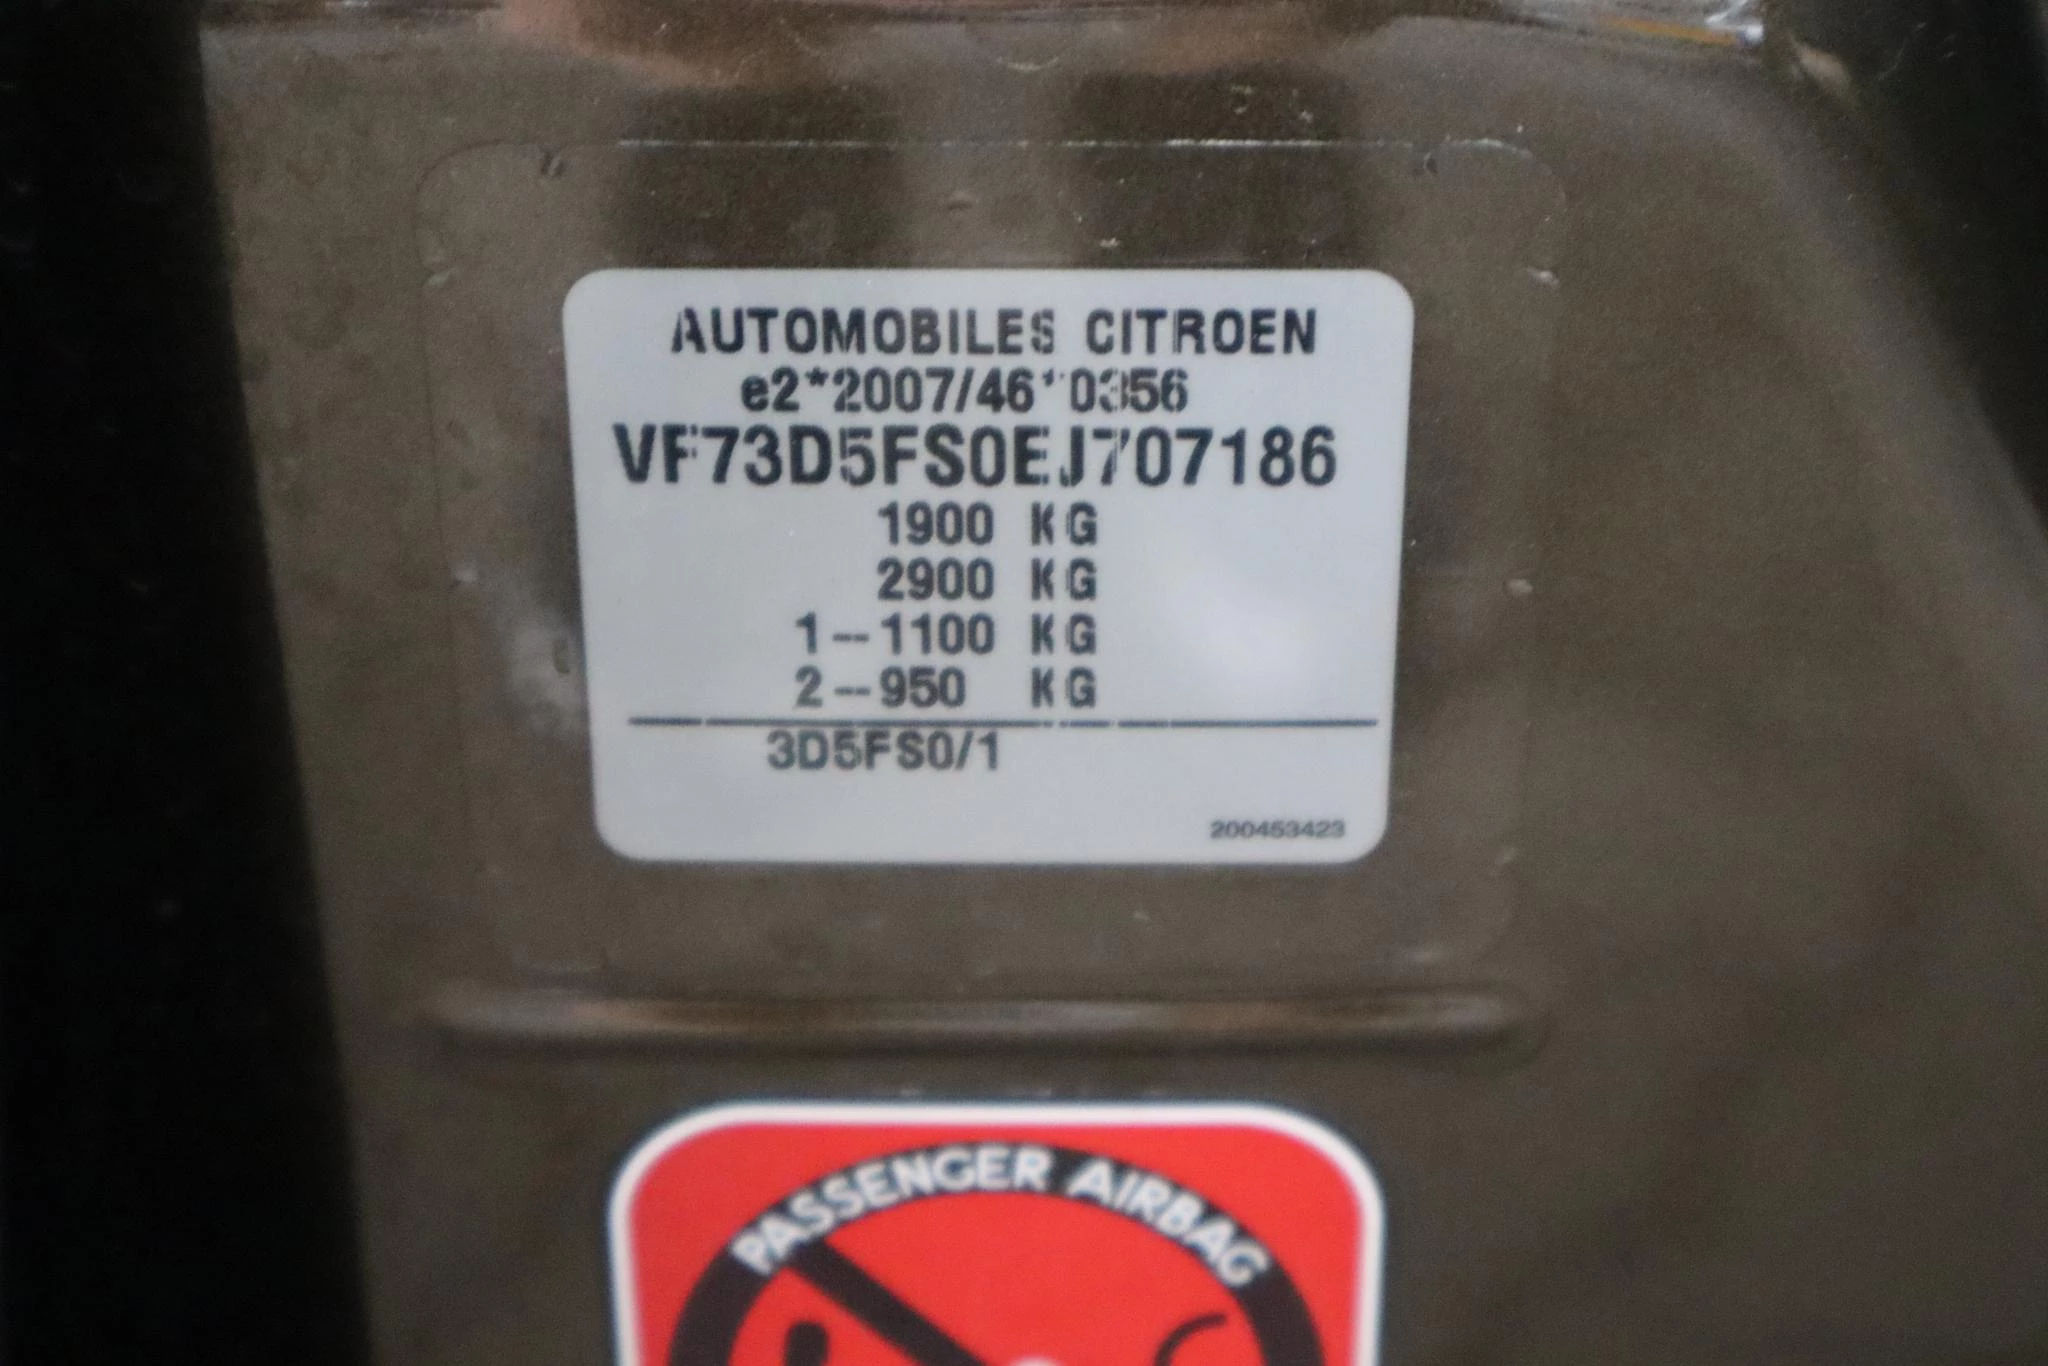 AUTOMOBILES CITROEN
e2*2007/46*0356
VF73D5FS0EJ707186
1900 KG
2900 KG
1--1100 KG
2--950 KG
3D5FS0/1
200453423
PASSENGER AIRBAG